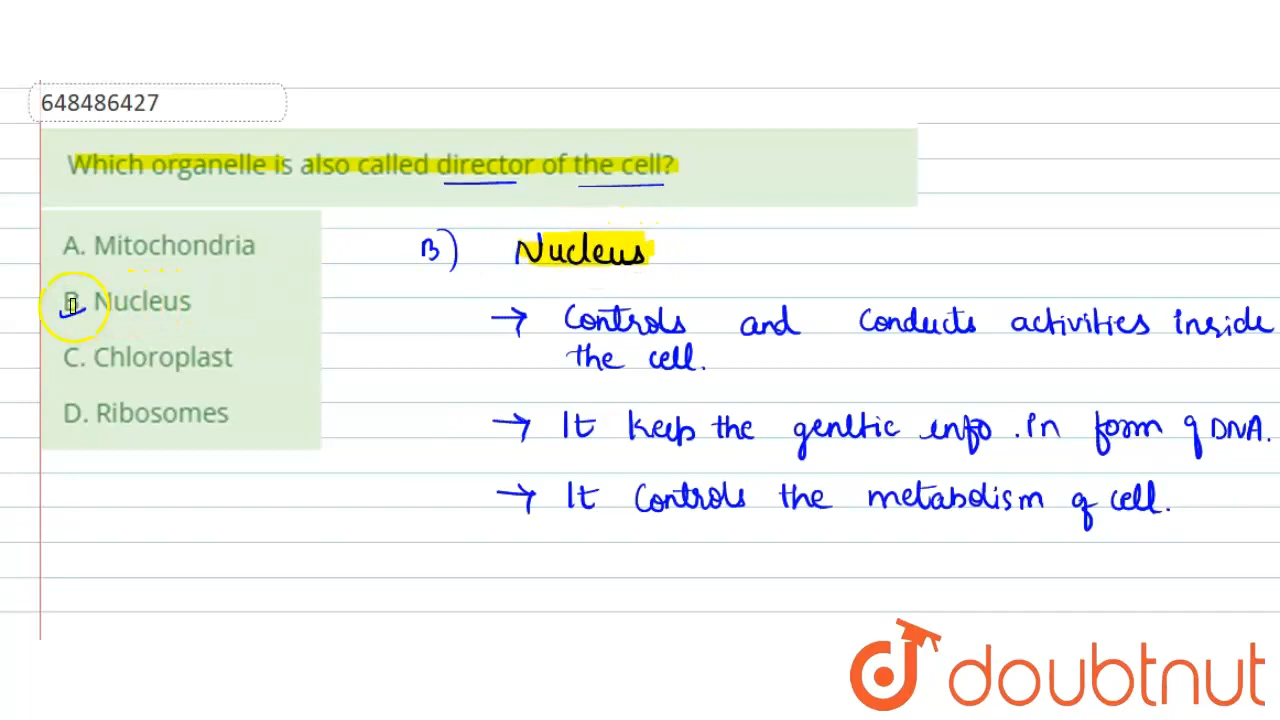 648486427
Which organelle is also called director of the cell?
A. Mitochondria
B. Nucleus
C. Chloroplast
D. Ribosomes
B) Nucleus
→ Controls and Conducts activities inside
the cell.
→ It keep the genetic info. in form of DNA.
→ It Controls the metabolism of cell.
doubtnut